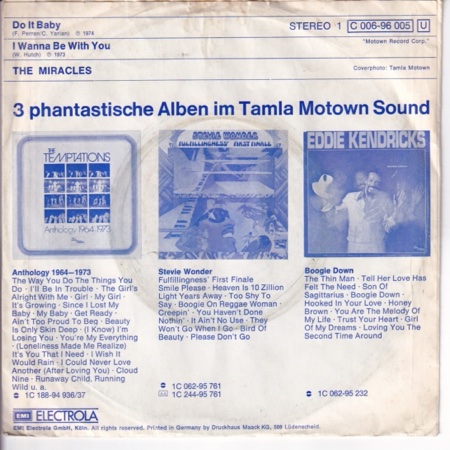 Do It Baby
(F. Perren/C. Yarian) ℗ 1974
I Wanna Be With You
(W. Hutch) ℗ 1973
THE MIRACLES
STEREO 1 C 006-96 005 U
"Motown Record Corp."
Coverphoto: Tamla Motown
3 phantastische Alben im Tamla Motown Sound
THE
TEMPTATIONS
Anthology 1964-1973
STEVIE WONDER
FULFILLINGNESS' FIRST FINALE
EDDIE KENDRICKS
Anthology 1964—1973
The Way You Do The Things You
Do · I'll Be In Trouble · The Girl's
Alright With Me · Girl · My Girl ·
It's Growing · Since I Lost My
Baby · My Baby · Get Ready ·
Ain't Too Proud To Beg · Beauty
Is Only Skin Deep · (I Know) I'm
Losing You · You're My Everything
· (Loneliness Made Me Realize)
It's You That I Need · I Wish It
Would Rain · I Could Never Love
Another (After Loving You) · Cloud
Nine · Runaway Child, Running
Wild u. a.
1C 188-94 936/37
Stevie Wonder
Fulfillingness' First Finale
Smile Please · Heaven Is 10 Zillion
Light Years Away · Too Shy To
Say · Boogie On Reggae Woman ·
Creepin' · You Haven't Done
Nothin' · It Ain't No Use · They
Won't Go When I Go · Bird Of
Beauty · Please Don't Go
1C 062-95 761
1C 244-95 761
Boogie Down
The Thin Man · Tell Her Love Has
Felt The Need · Son Of
Sagittarius · Boogie Down ·
Hooked In Your Love · Honey
Brown · You Are The Melody Of
My Life · Trust Your Heart · Girl
Of My Dreams · Loving You The
Second Time Around
1C 062-95 232
EMI ELECTROLA
EMI Electrola GmbH, Köln. All rights reserved. Printed in Germany by Druckhaus Maack KG, 588 Lüdenscheid.